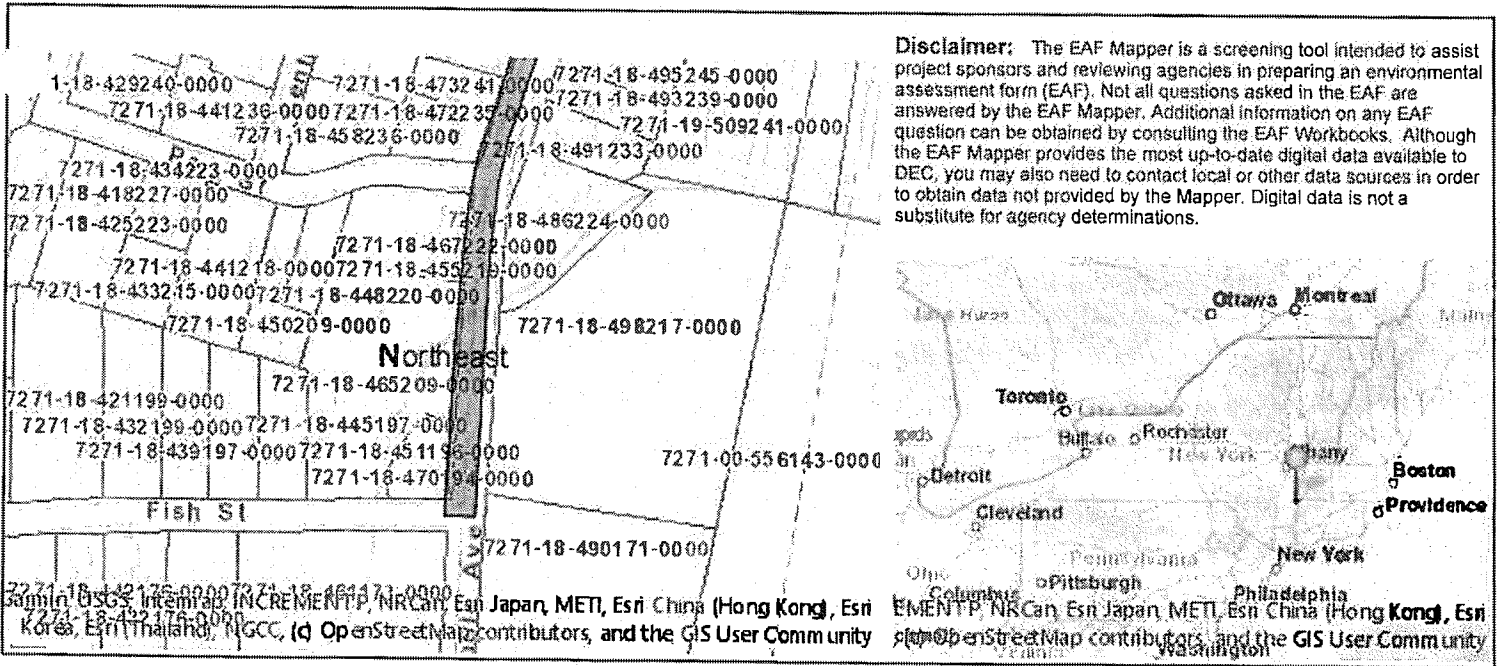 1-18-429240-0000
7271-18-473241-0000
7271-18-495245-0000
7271-18-441236-0000
7271-18-472235-0000
7271-18-493239-0000
7271-18-458236-0000
7271-19-509241-0000
7271-18-491233-0000
7271-18-434223-0000
7271-18-418227-0000
7271-18-425223-0000
7271-18-486224-0000
7271-18-467222-0000
7271-18-441218-0000
7271-18-455219-0000
7271-18-433215-0000
7271-18-448220-0000
7271-18-450209-0000
7271-18-498217-0000
Northeast
7271-18-465209-0000
7271-18-421199-0000
7271-18-432199-0000
7271-18-445197-0000
7271-18-439197-0000
7271-18-451196-0000
7271-00-556143-0000
7271-18-470194-0000
Fish St
Ave
7271-18-490171-0000
Garmin, USGS, Intermap, INCREMENT P, NRCan, Esri Japan, METI, Esri China (Hong Kong), Esri
Korea, Esri (Thailand), NGCC, (c) OpenStreetMap contributors, and the GIS User Community
Disclaimer: The EAF Mapper is a screening tool intended to assist
project sponsors and reviewing agencies in preparing an environmental
assessment form (EAF). Not all questions asked in the EAF are
answered by the EAF Mapper. Additional information on any EAF
question can be obtained by consulting the EAF Workbooks. Although
the EAF Mapper provides the most up-to-date digital data available to
DEC, you may also need to contact local or other data sources in order
to obtain data not provided by the Mapper. Digital data is not a
substitute for agency determinations.
Ottawa
Montreal
Lake Huron
Toronto
Lake Ontario
Buffalo
Rochester
New York
Albany
Detroit
Boston
Cleveland
Providence
Pennsylvania
New York
Ohio
Columbus
Pittsburgh
Philadelphia
EMENT P, NRCan, Esri Japan, METI, Esri China (Hong Kong), Esri
OpenStreetMap contributors, and the GIS User Community
Washington